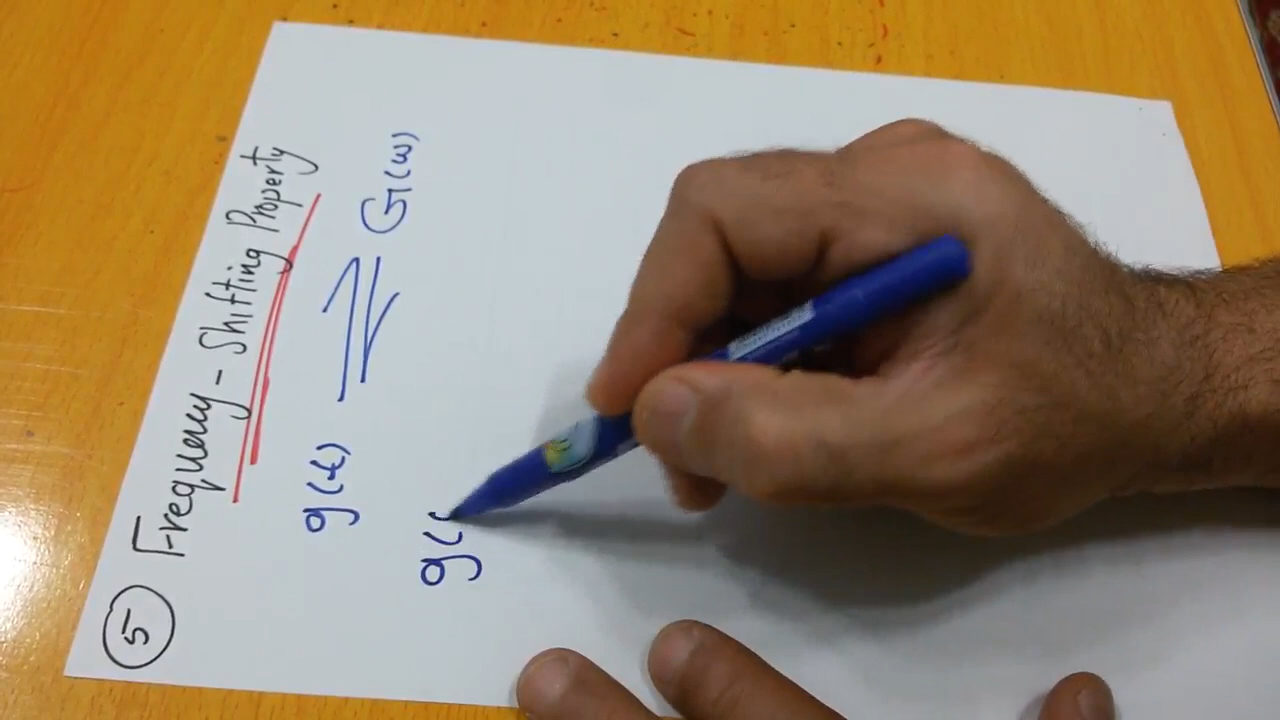 5 Frequency - Shifting Property
g(t) ⇌ G(w)
g(